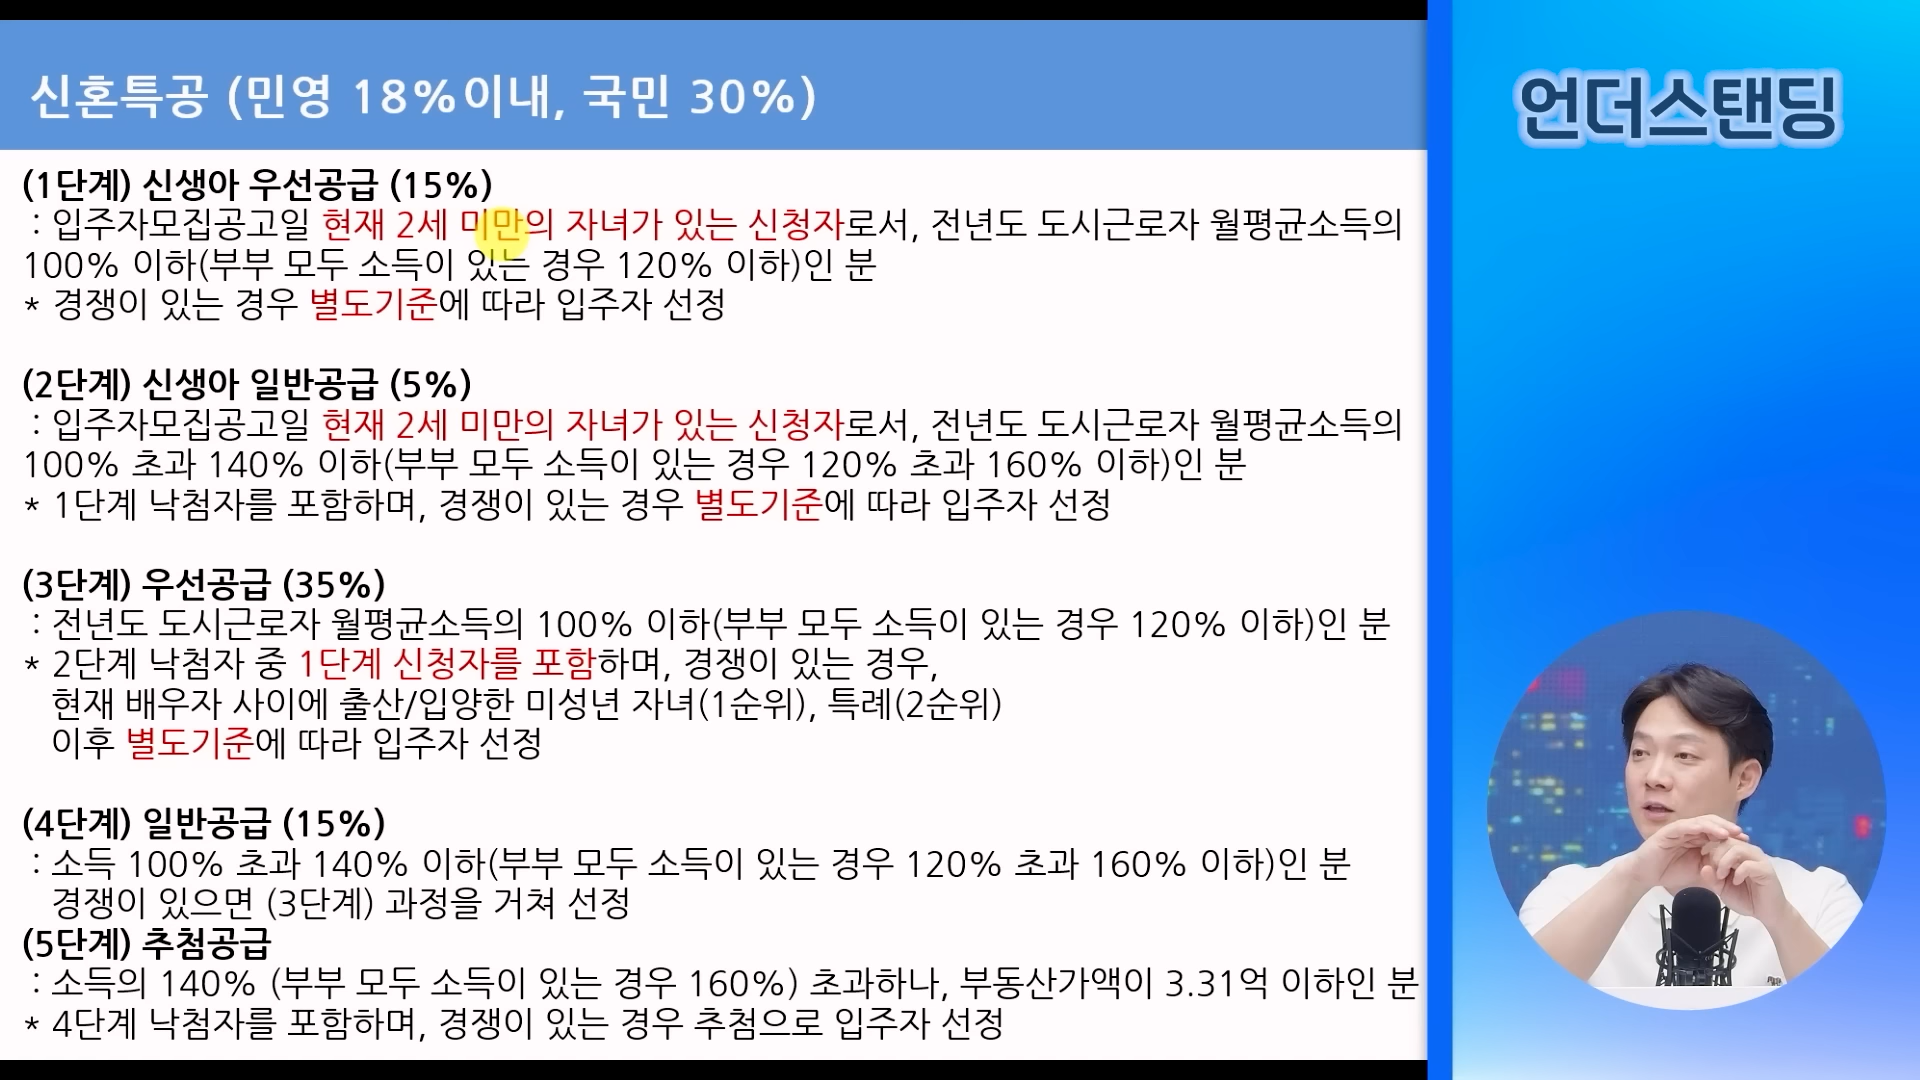 신혼특공 (민영 18%이내, 국민 30%)
언더스탠딩
(1단계) 신생아 우선공급 (15%)
: 입주자모집공고일 현재 2세 미만의 자녀가 있는 신청자로서, 전년도 도시근로자 월평균소득의
100% 이하(부부 모두 소득이 있는 경우 120% 이하)인 분
* 경쟁이 있는 경우 별도기준에 따라 입주자 선정
(2단계) 신생아 일반공급 (5%)
: 입주자모집공고일 현재 2세 미만의 자녀가 있는 신청자로서, 전년도 도시근로자 월평균소득의
100% 초과 140% 이하(부부 모두 소득이 있는 경우 120% 초과 160% 이하)인 분
* 1단계 낙첨자를 포함하며, 경쟁이 있는 경우 별도기준에 따라 입주자 선정
(3단계) 우선공급 (35%)
: 전년도 도시근로자 월평균소득의 100% 이하(부부 모두 소득이 있는 경우 120% 이하)인 분
* 2단계 낙첨자 중 1단계 신청자를 포함하며, 경쟁이 있는 경우,
현재 배우자 사이에 출산/입양한 미성년 자녀(1순위), 특례(2순위)
이후 별도기준에 따라 입주자 선정
(4단계) 일반공급 (15%)
: 소득 100% 초과 140% 이하(부부 모두 소득이 있는 경우 120% 초과 160% 이하)인 분
경쟁이 있으면 (3단계) 과정을 거쳐 선정
(5단계) 추첨공급
: 소득의 140% (부부 모두 소득이 있는 경우 160%) 초과하나, 부동산가액이 3.31억 이하인 분
* 4단계 낙첨자를 포함하며, 경쟁이 있는 경우 추첨으로 입주자 선정